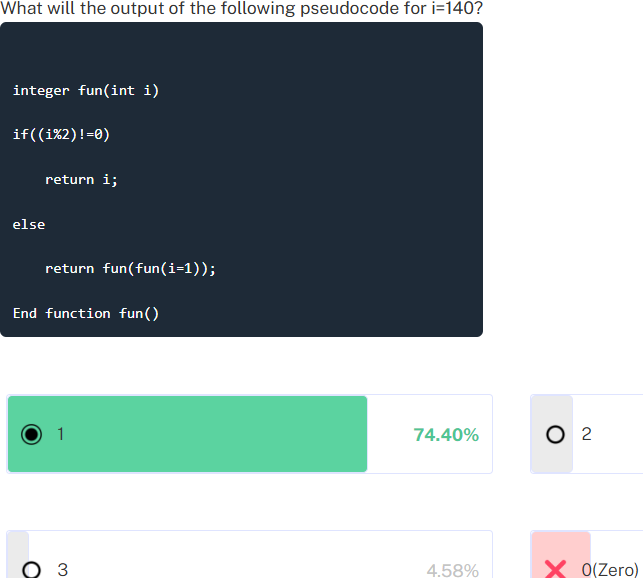 What will the output of the following pseudocode for i=140?
integer fun(int i)
if((i%2)!=0)
return i;
else
return fun(fun(i=1));
End function fun()
1 74.40%
2
3 4.58%
0(Zero)